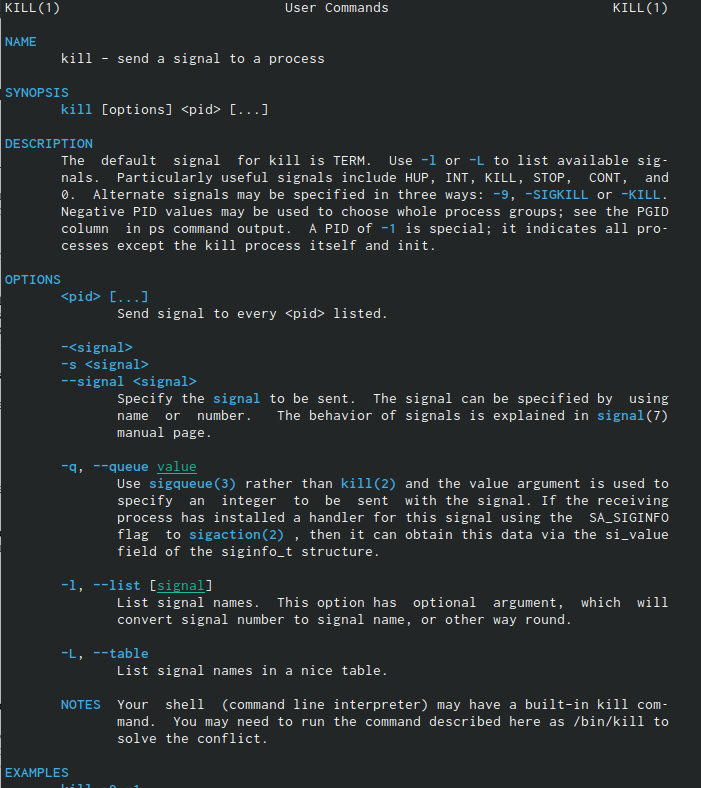 KILL(1) User Commands KILL(1)
NAME
kill - send a signal to a process
SYNOPSIS
kill [options] <pid> [...]
DESCRIPTION
The default signal for kill is TERM. Use -l or -L to list available sig-
nals. Particularly useful signals include HUP, INT, KILL, STOP, CONT, and
0. Alternate signals may be specified in three ways: -9, -SIGKILL or -KILL.
Negative PID values may be used to choose whole process groups; see the PGID
column in ps command output. A PID of -1 is special; it indicates all pro-
cesses except the kill process itself and init.
OPTIONS
<pid> [...]
Send signal to every <pid> listed.
-<signal>
-s <signal>
--signal <signal>
Specify the signal to be sent. The signal can be specified by using
name or number. The behavior of signals is explained in signal(7)
manual page.
-q, --queue value
Use sigqueue(3) rather than kill(2) and the value argument is used to
specify an integer to be sent with the signal. If the receiving
process has installed a handler for this signal using the SA_SIGINFO
flag to sigaction(2) , then it can obtain this data via the si_value
field of the siginfo_t structure.
-l, --list [signal]
List signal names. This option has optional argument, which will
convert signal number to signal name, or other way round.
-L, --table
List signal names in a nice table.
NOTES Your shell (command line interpreter) may have a built-in kill com-
mand. You may need to run the command described here as /bin/kill to
solve the conflict.
EXAMPLES